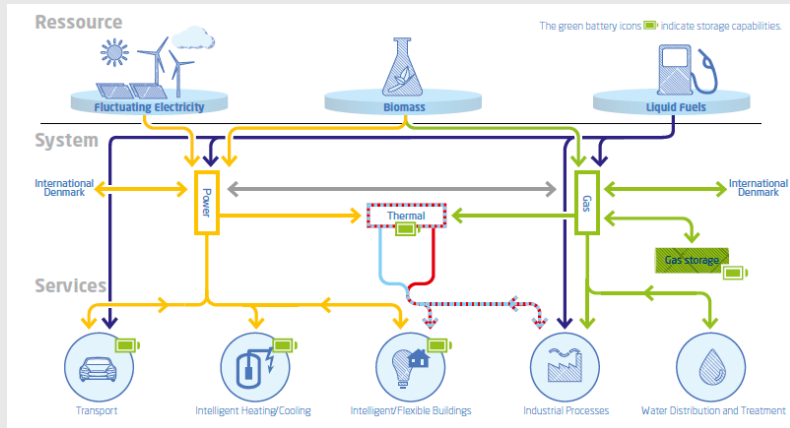 Ressource
The green battery icons indicate storage capabilities.
Fluctuating Electricity
Biomass
Liquid Fuels
System
International
Denmark
Power
Thermal
Gas
International
Denmark
Gas storage
Services
Transport
Intelligent Heating/Cooling
Intelligent/Flexible Buildings
Industrial Processes
Water Distribution and Treatment